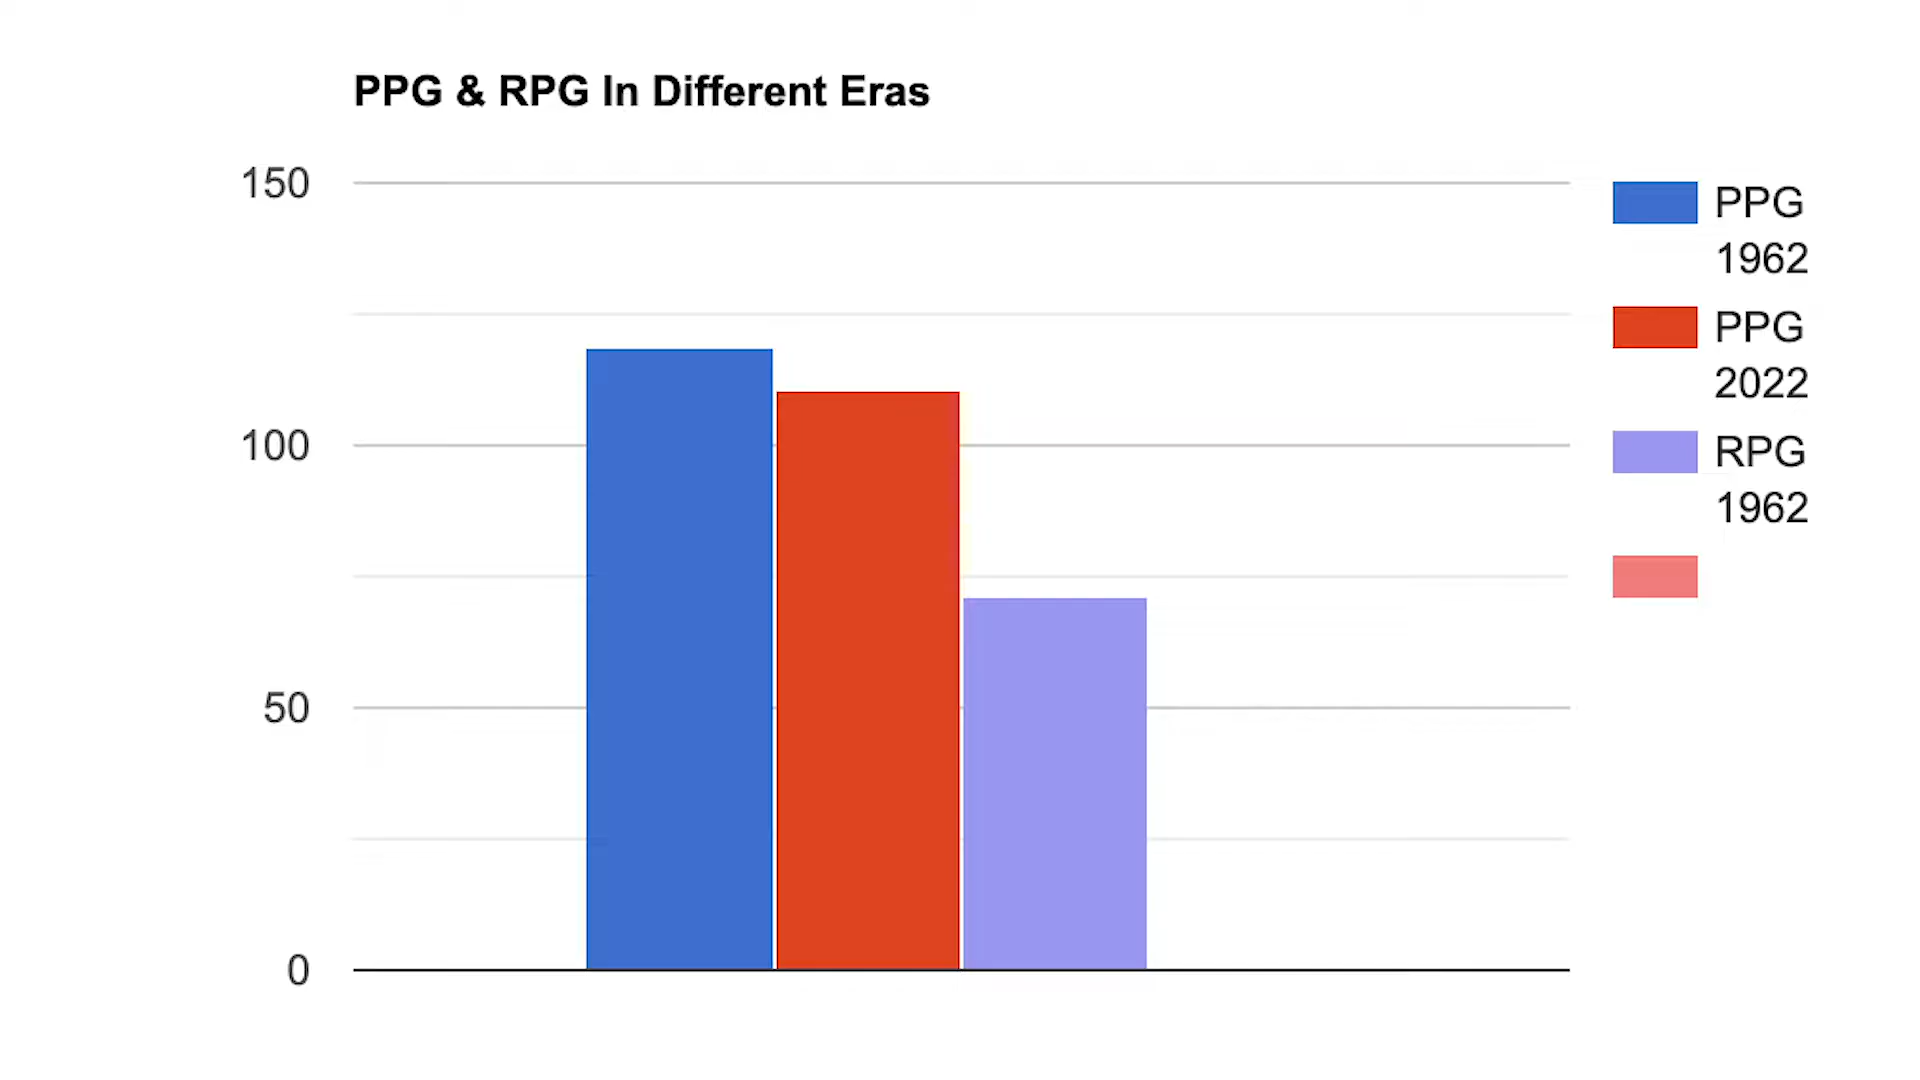 PPG & RPG In Different Eras
150
100
50
0
PPG
1962
PPG
2022
RPG
1962